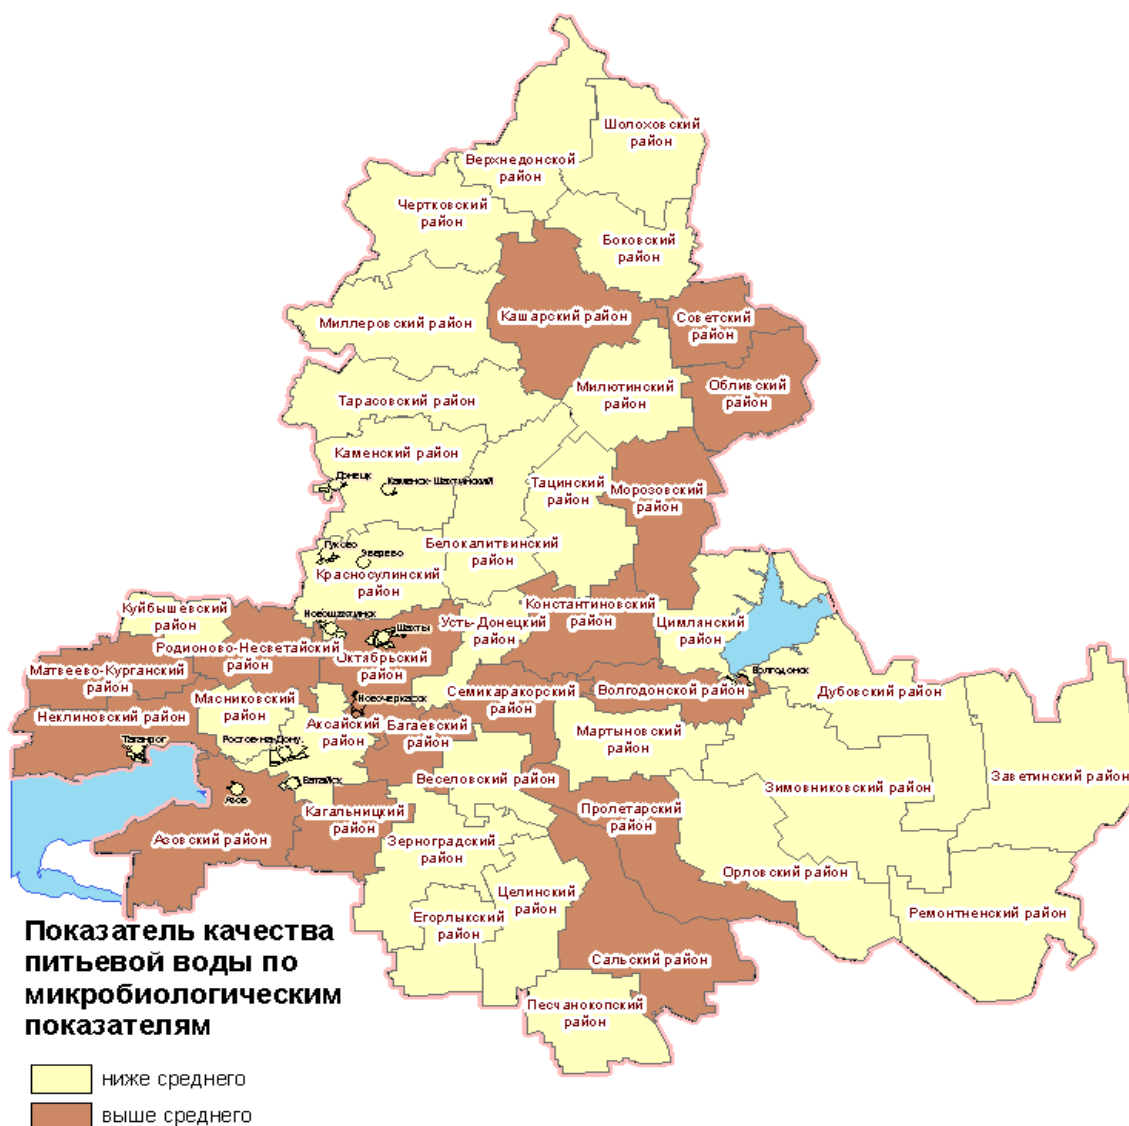 Шолоховский
район
Верхнедонской
район
Чертковский
район
Боковский
район
Миллеровский район
Кашарский район
Советский
район
Обливский
район
Милютинский
район
Тарасовский район
Каменский район
Донецк
Каменск-Шахтинский
Тацинский
район
Морозовский
район
Белокалитвинский
район
Гуково
Зверево
Красносулинский
район
Куйбышевский
район
Новошахтинск
Шахты
Усть-Донецкий
район
Константиновский
район
Цимлянский
район
Родионово-Несветайский
район
Октябрьский
район
Матвеево-Курганский
район
Волгодонск
Волгодонской район
Дубовский район
Семикаракорский
район
Новочеркасск
Мясниковский
район
Неклиновский район
Аксайский
район
Багаевский
район
Мартыновский
район
Таганрог
Ростов-на-Дону
Батайск
Азов
Веселовский район
Зимовниковский район
Заветинский район
Кагальницкий
район
Пролетарский
район
Азовский район
Зерноградский
район
Орловский район
Целинский
район
Егорлыкский
район
Ремонтненский район
Сальский район
Песчанокопский
район
Показатель качества
питьевой воды по
микробиологическим
показателям
ниже среднего
выше среднего